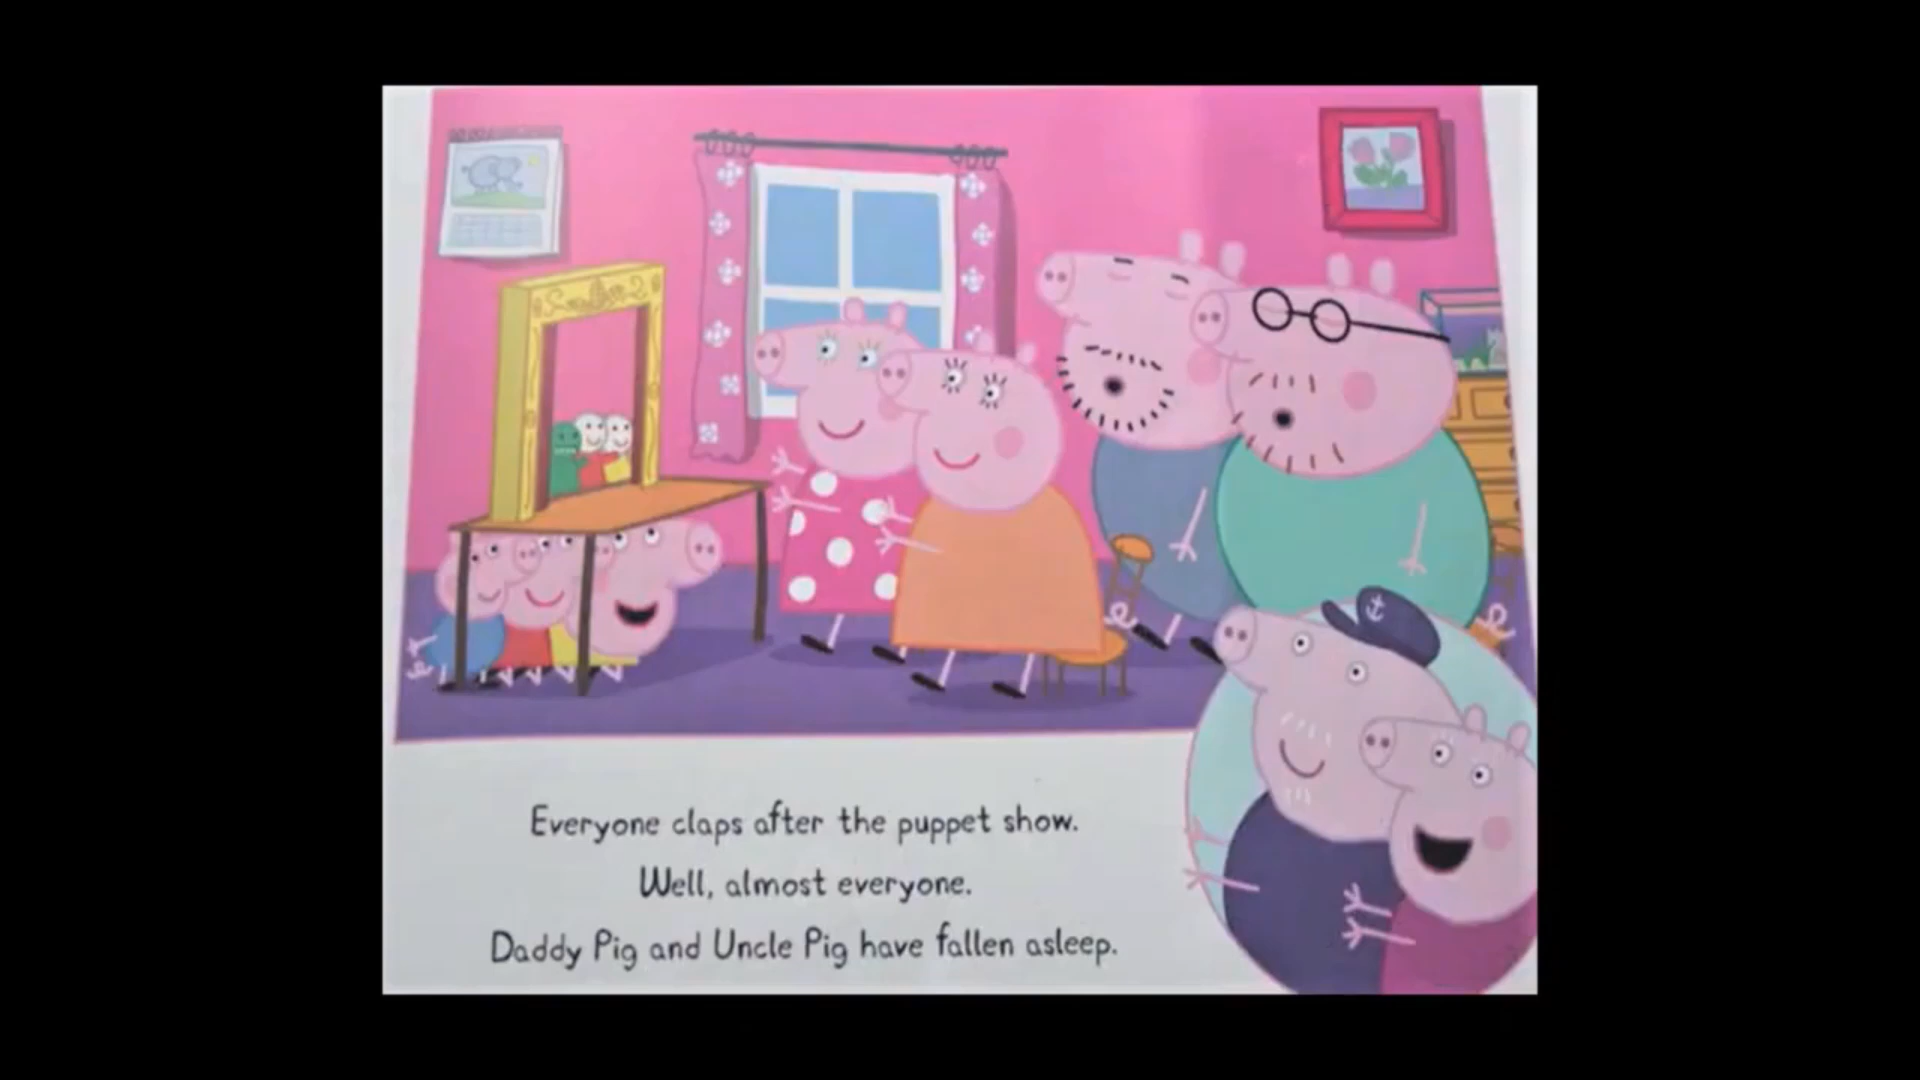 Everyone claps after the puppet show.
Well, almost everyone.
Daddy Pig and Uncle Pig have fallen asleep.